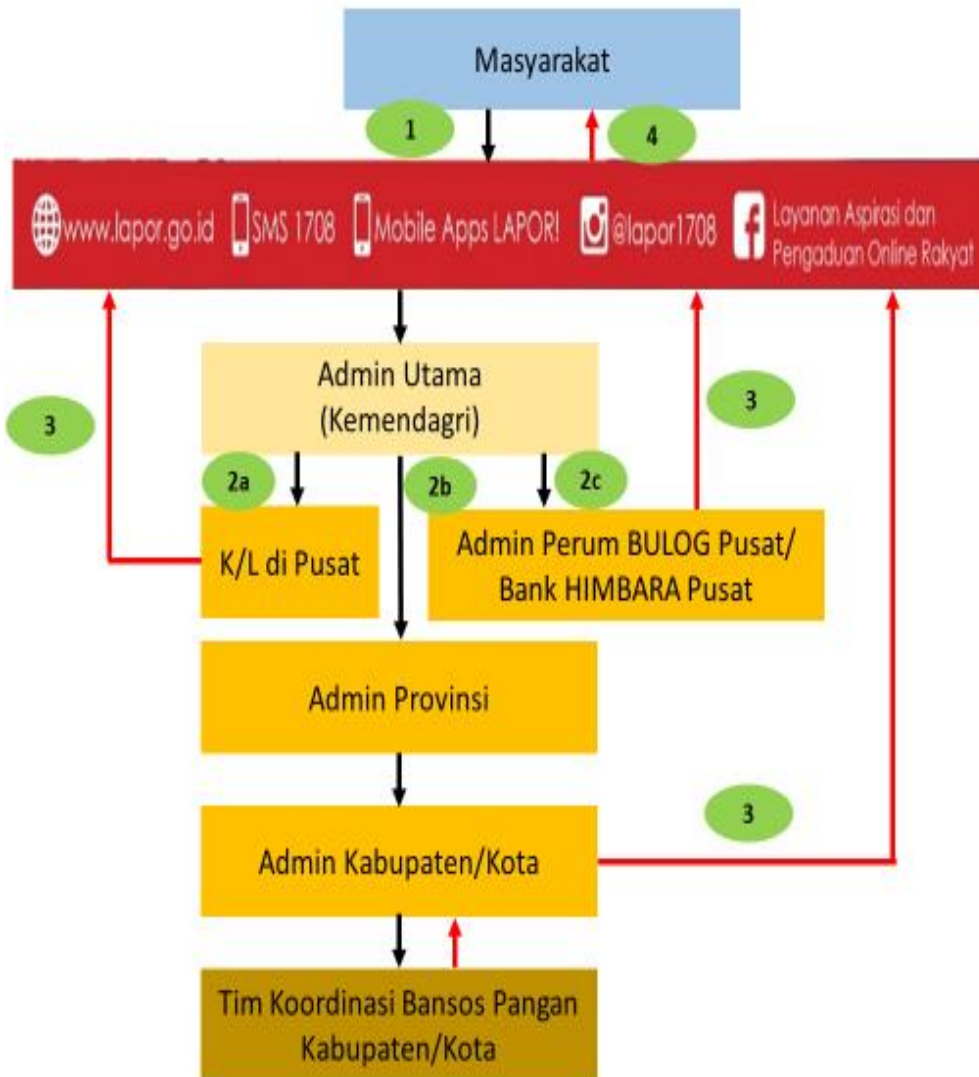 Masyarakat
1
4
www.lapor.go.id SMS 1708 Mobile Apps LAPOR! @lapor1708 Layanan Aspirasi dan
Pengaduan Online Rakyat
Admin Utama
(Kemendagri)
3
3
2a
2b
2c
K/L di Pusat
Admin Perum BULOG Pusat/
Bank HIMBARA Pusat
Admin Provinsi
3
Admin Kabupaten/Kota
Tim Koordinasi Bansos Pangan
Kabupaten/Kota